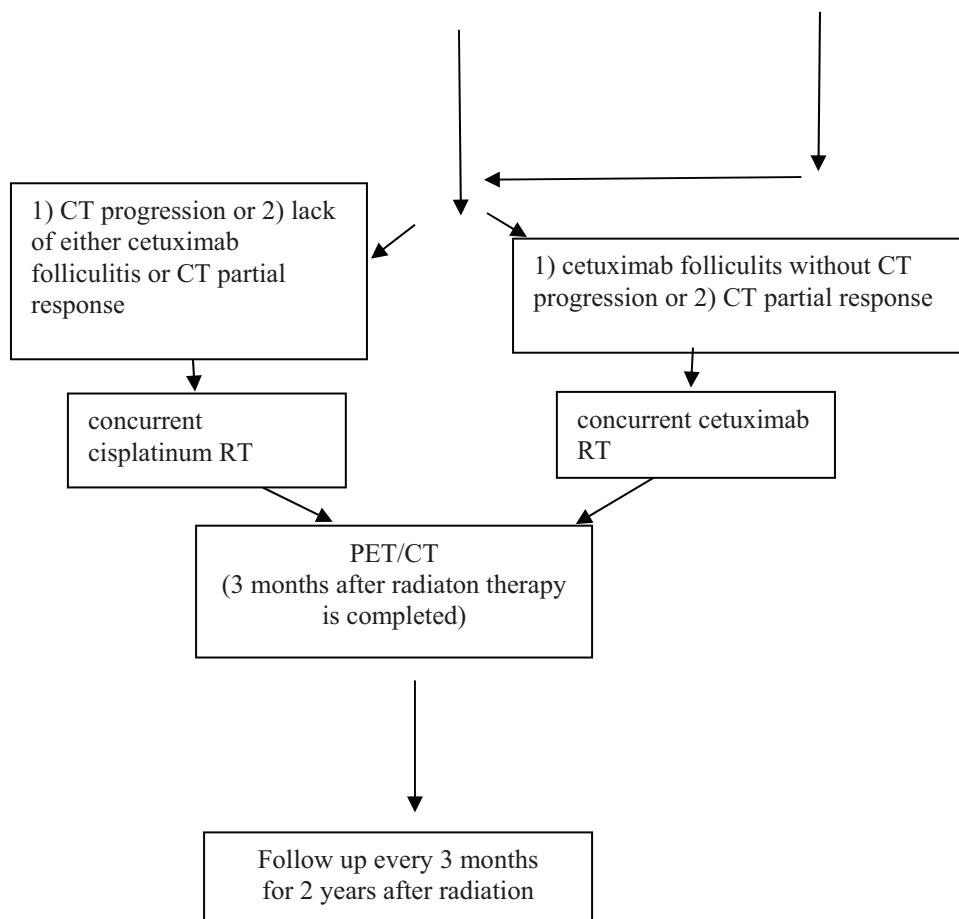 1) CT progression or 2) lack
of either cetuximab
folliculitis or CT partial
response
1) cetuximab folliculits without CT
progression or 2) CT partial response
concurrent
cisplatinum RT
concurrent cetuximab
RT
PET/CT
(3 months after radiaton therapy
is completed)
Follow up every 3 months
for 2 years after radiation